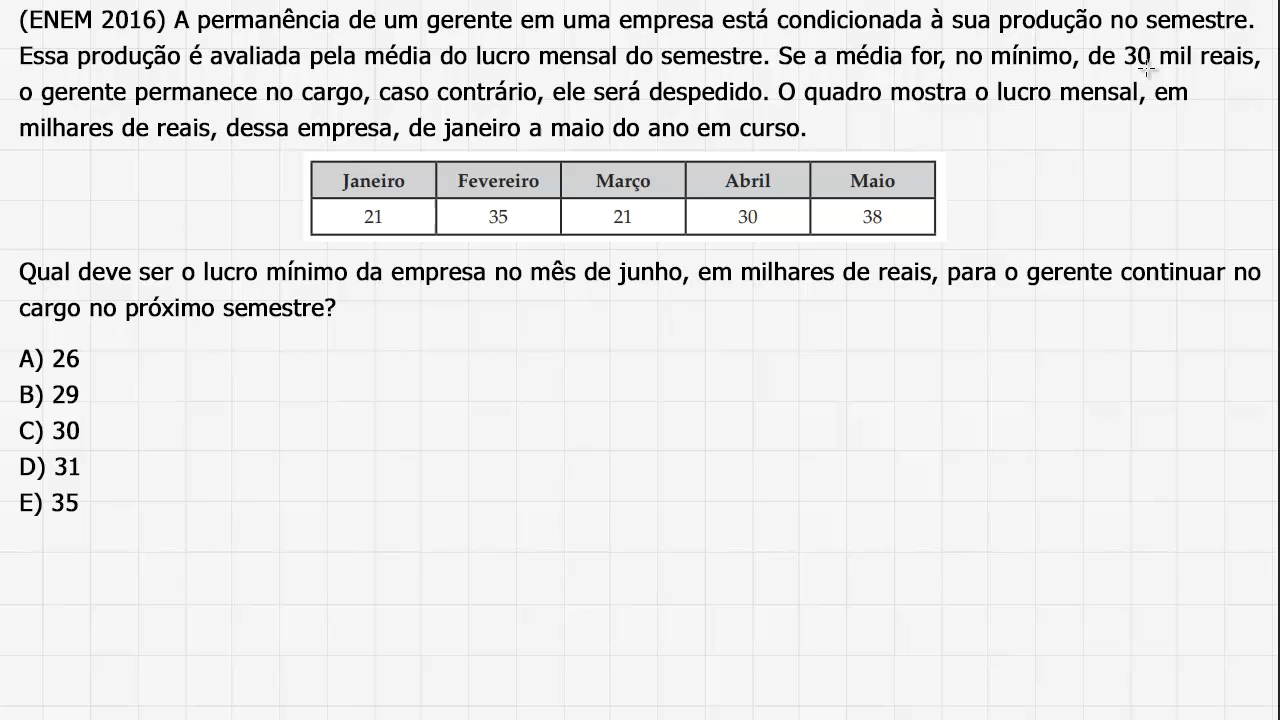 (ENEM 2016) A permanência de um gerente em uma empresa está condicionada à sua produção no semestre.
Essa produção é avaliada pela média do lucro mensal do semestre. Se a média for, no mínimo, de 30 mil reais,
o gerente permanece no cargo, caso contrário, ele será despedido. O quadro mostra o lucro mensal, em
milhares de reais, dessa empresa, de janeiro a maio do ano em curso.
Janeiro Fevereiro Março Abril Maio
21 35 21 30 38
Qual deve ser o lucro mínimo da empresa no mês de junho, em milhares de reais, para o gerente continuar no
cargo no próximo semestre?
A) 26
B) 29
C) 30
D) 31
E) 35